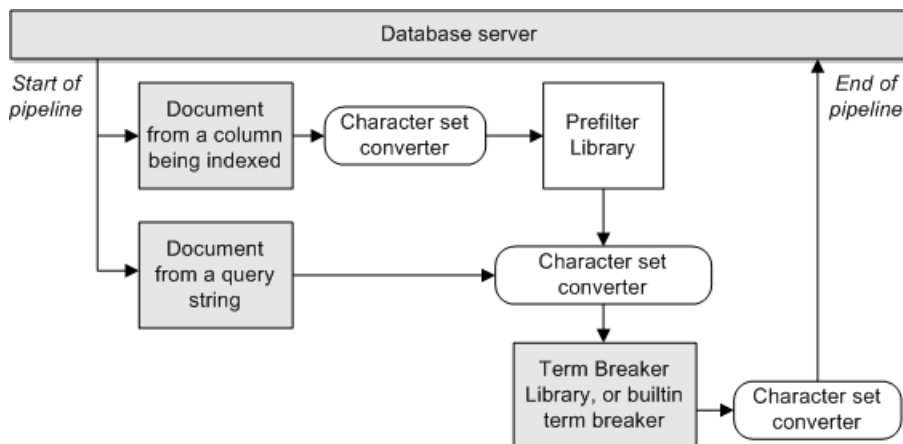 Database server
Start of
pipeline
End of
pipeline
Document
from a column
being indexed
Character set
converter
Prefilter
Library
Document
from a query
string
Character set
converter
Term Breaker
Library, or builtin
term breaker
Character set
converter